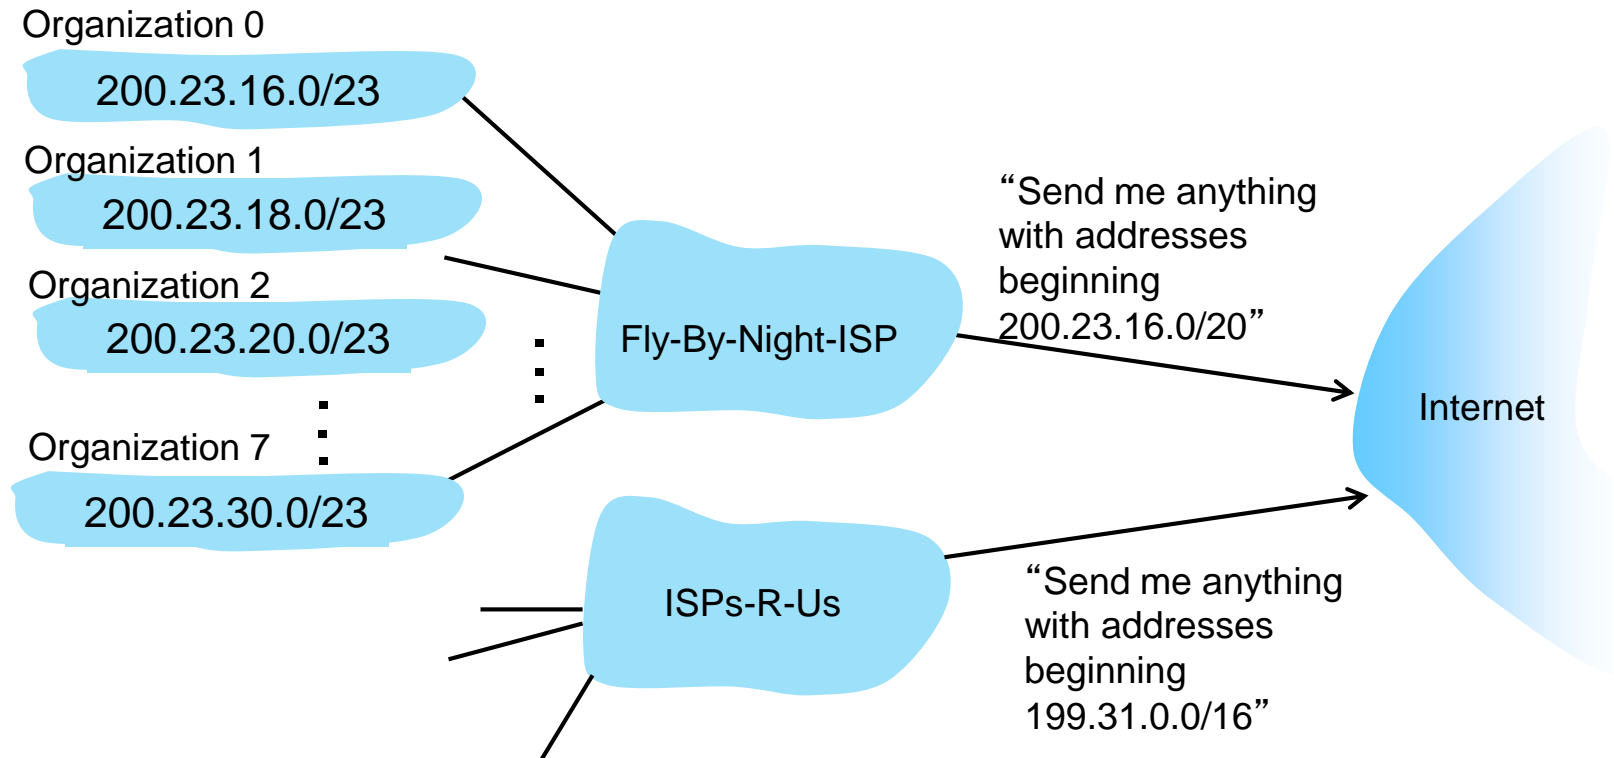 Organization 0
200.23.16.0/23
Organization 1
200.23.18.0/23
Organization 2
200.23.20.0/23
Organization 7
200.23.30.0/23
Fly-By-Night-ISP
“Send me anything
with addresses
beginning
200.23.16.0/20”
Internet
ISPs-R-Us
“Send me anything
with addresses
beginning
199.31.0.0/16”